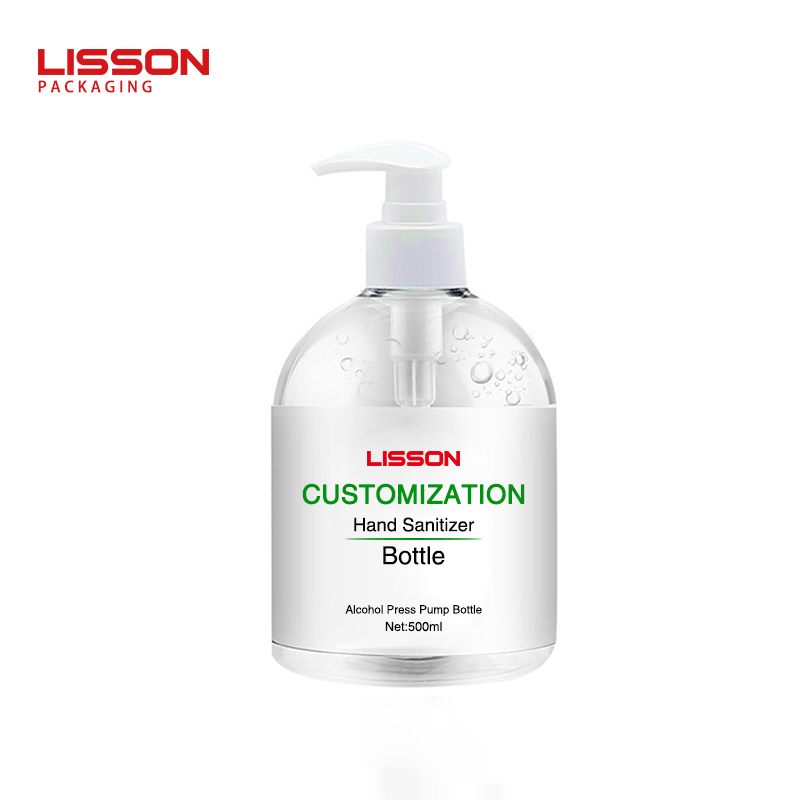 LISSON
PACKAGING
LISSON
CUSTOMIZATION
Hand Sanitizer
Bottle
Alcohol Press Pump Bottle
Net:500ml